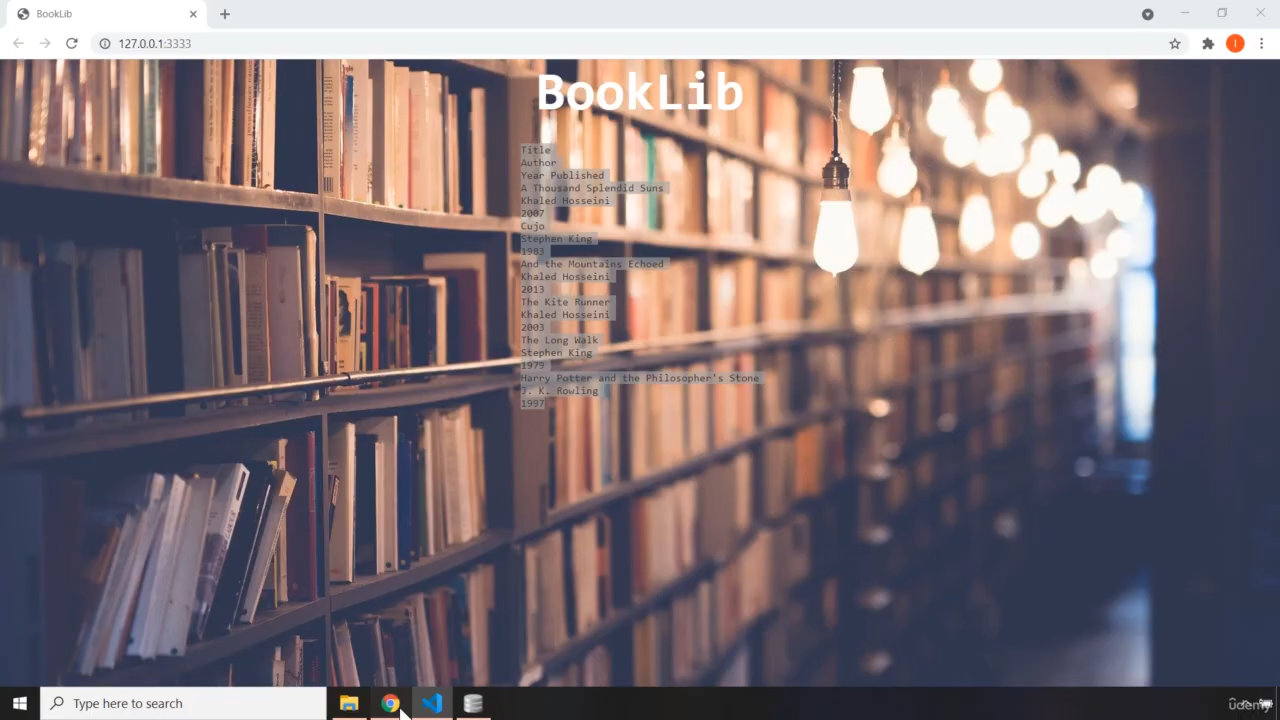 BookLib
127.0.0.1:3333
BookLib
Title
Author
Year Published
A Thousand Splendid Suns
Khaled Hosseini
2007
Cujo
Stephen King
1983
And the Mountains Echoed
Khaled Hosseini
2013
The Kite Runner
Khaled Hosseini
2003
The Long Walk
Stephen King
1979
Harry Potter and the Philosopher's Stone
J. K. Rowling
1997
Type here to search
udemy